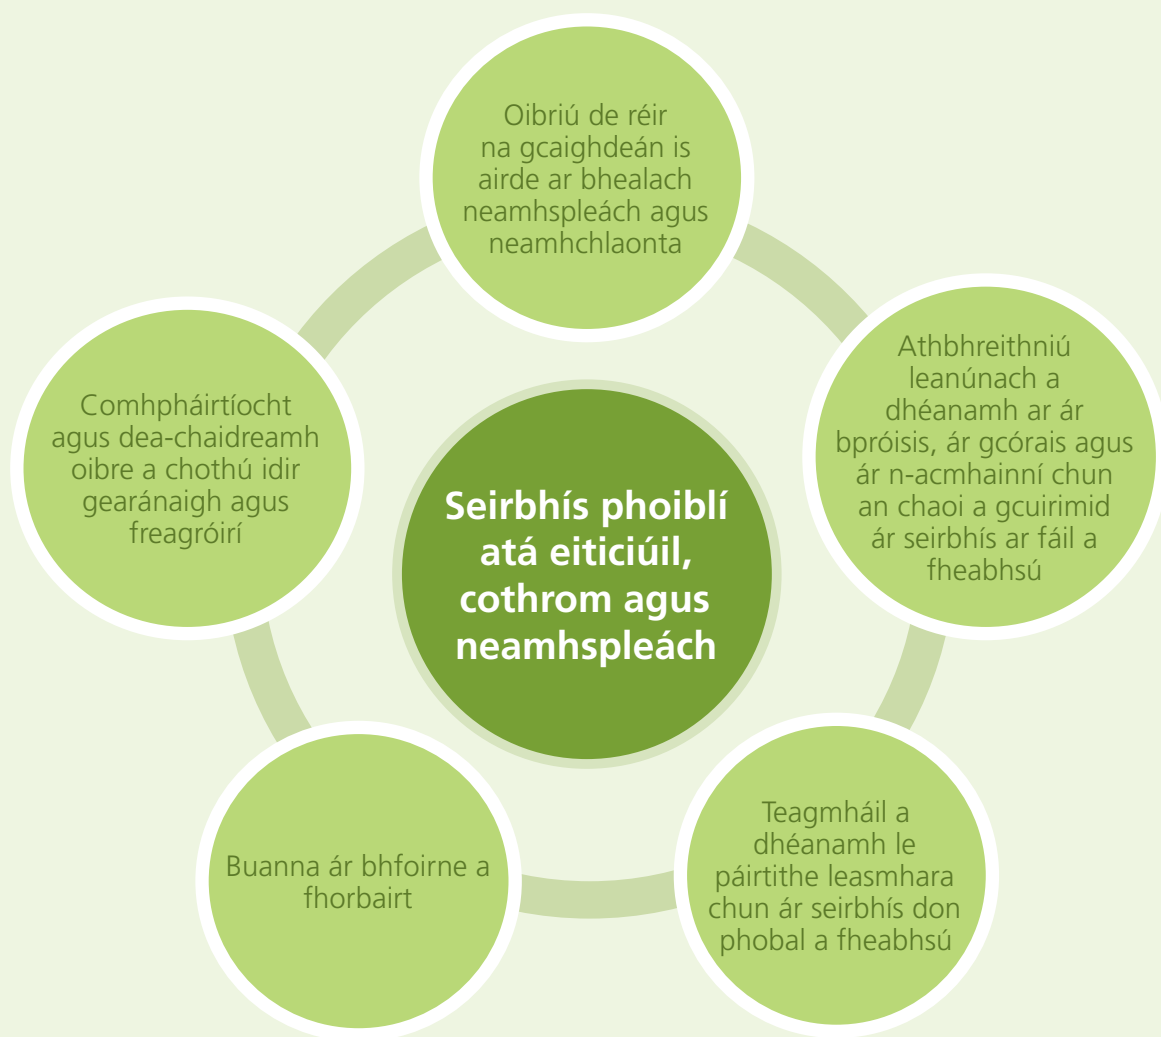 Oibriú de réir
na gcaighdeán is
airde ar bhealach
neamhspleách agus
neamhchlaonta
Athbhreithniú
leanúnach a
dhéanamh ar ár
bpróisis, ár gcórais agus
ár n-acmhainní chun
an chaoi a gcuirimid
ár seirbhís ar fáil a
fheabhsú
Comhpháirtíocht
agus dea-chaidreamh
oibre a chothú idir
gearánaigh agus
freagróirí
Seirbhís phoiblí
atá eiticiúil,
cothrom agus
neamhspleách
Teagmháil a
dhéanamh le
páirtithe leasmhara
chun ár seirbhís don
phobal a fheabhsú
Buanna ár bhfoirne a
fhorbairt